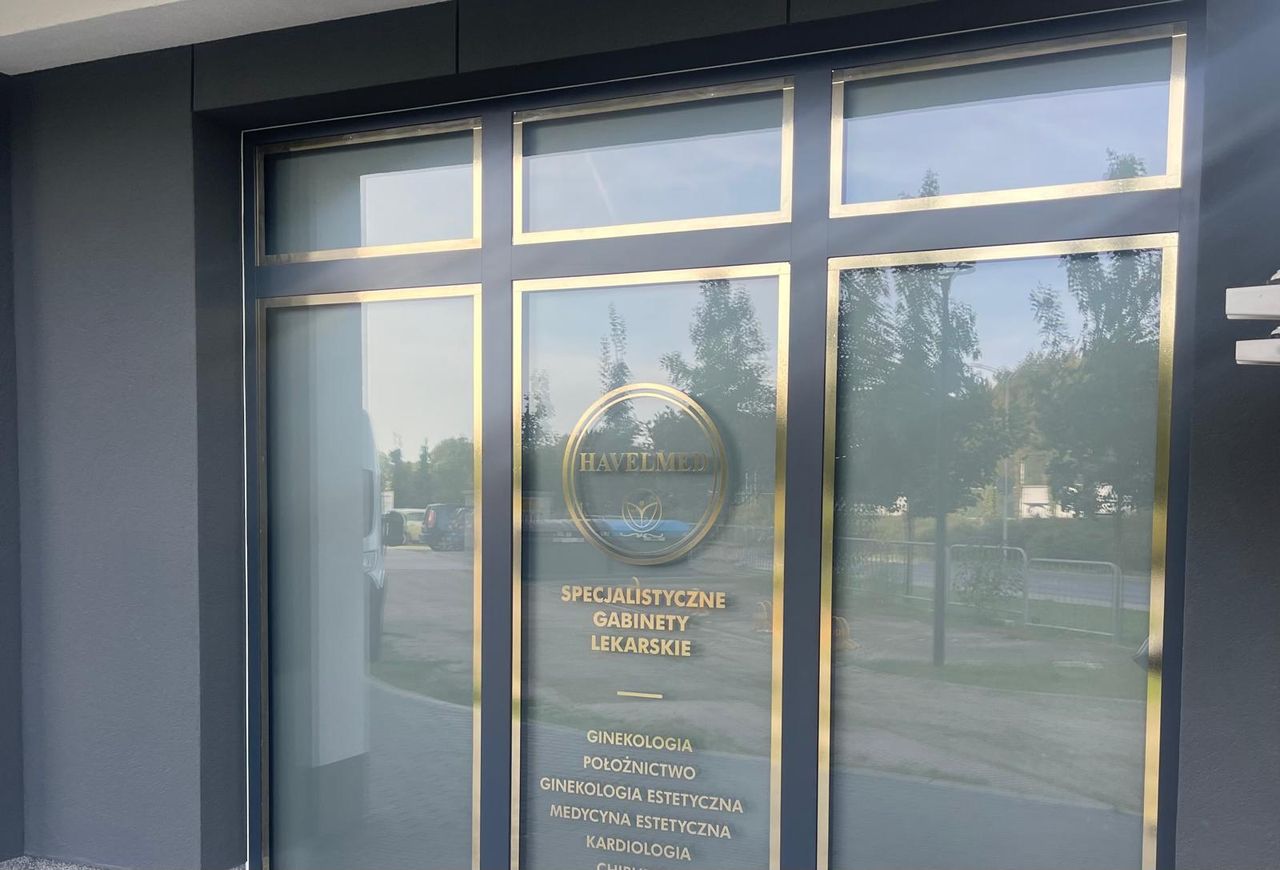 HAVELMED
SPECJALISTYCZNE
GABINETY
LEKARSKIE
GINEKOLOGIA
POŁOŻNICTWO
GINEKOLOGIA ESTETYCZNA
MEDYCYNA ESTETYCZNA
KARDIOLOGIA